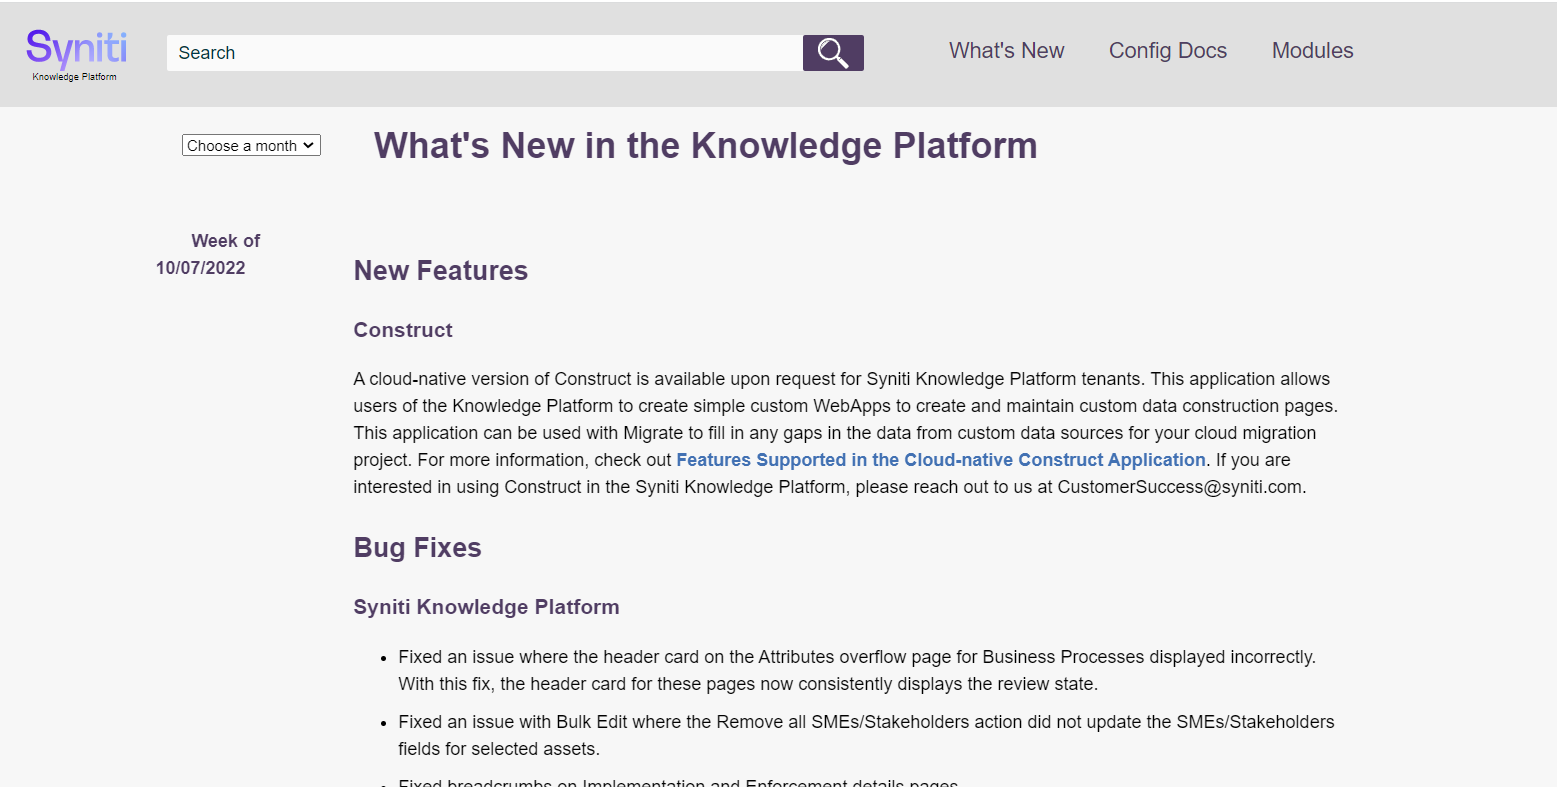 Syniti
Knowledge Platform
Search
What's New
Config Docs
Modules
Choose a month
What's New in the Knowledge Platform
Week of
10/07/2022
New Features
Construct
A cloud-native version of Construct is available upon request for Syniti Knowledge Platform tenants. This application allows
users of the Knowledge Platform to create simple custom WebApps to create and maintain custom data construction pages.
This application can be used with Migrate to fill in any gaps in the data from custom data sources for your cloud migration
project. For more information, check out Features Supported in the Cloud-native Construct Application. If you are
interested in using Construct in the Syniti Knowledge Platform, please reach out to us at CustomerSuccess@syniti.com.
Bug Fixes
Syniti Knowledge Platform
• Fixed an issue where the header card on the Attributes overflow page for Business Processes displayed incorrectly.
With this fix, the header card for these pages now consistently displays the review state.
• Fixed an issue with Bulk Edit where the Remove all SMEs/Stakeholders action did not update the SMEs/Stakeholders
fields for selected assets.
• Fixed breadcrumbs on Implementation and Enforcement details pages.